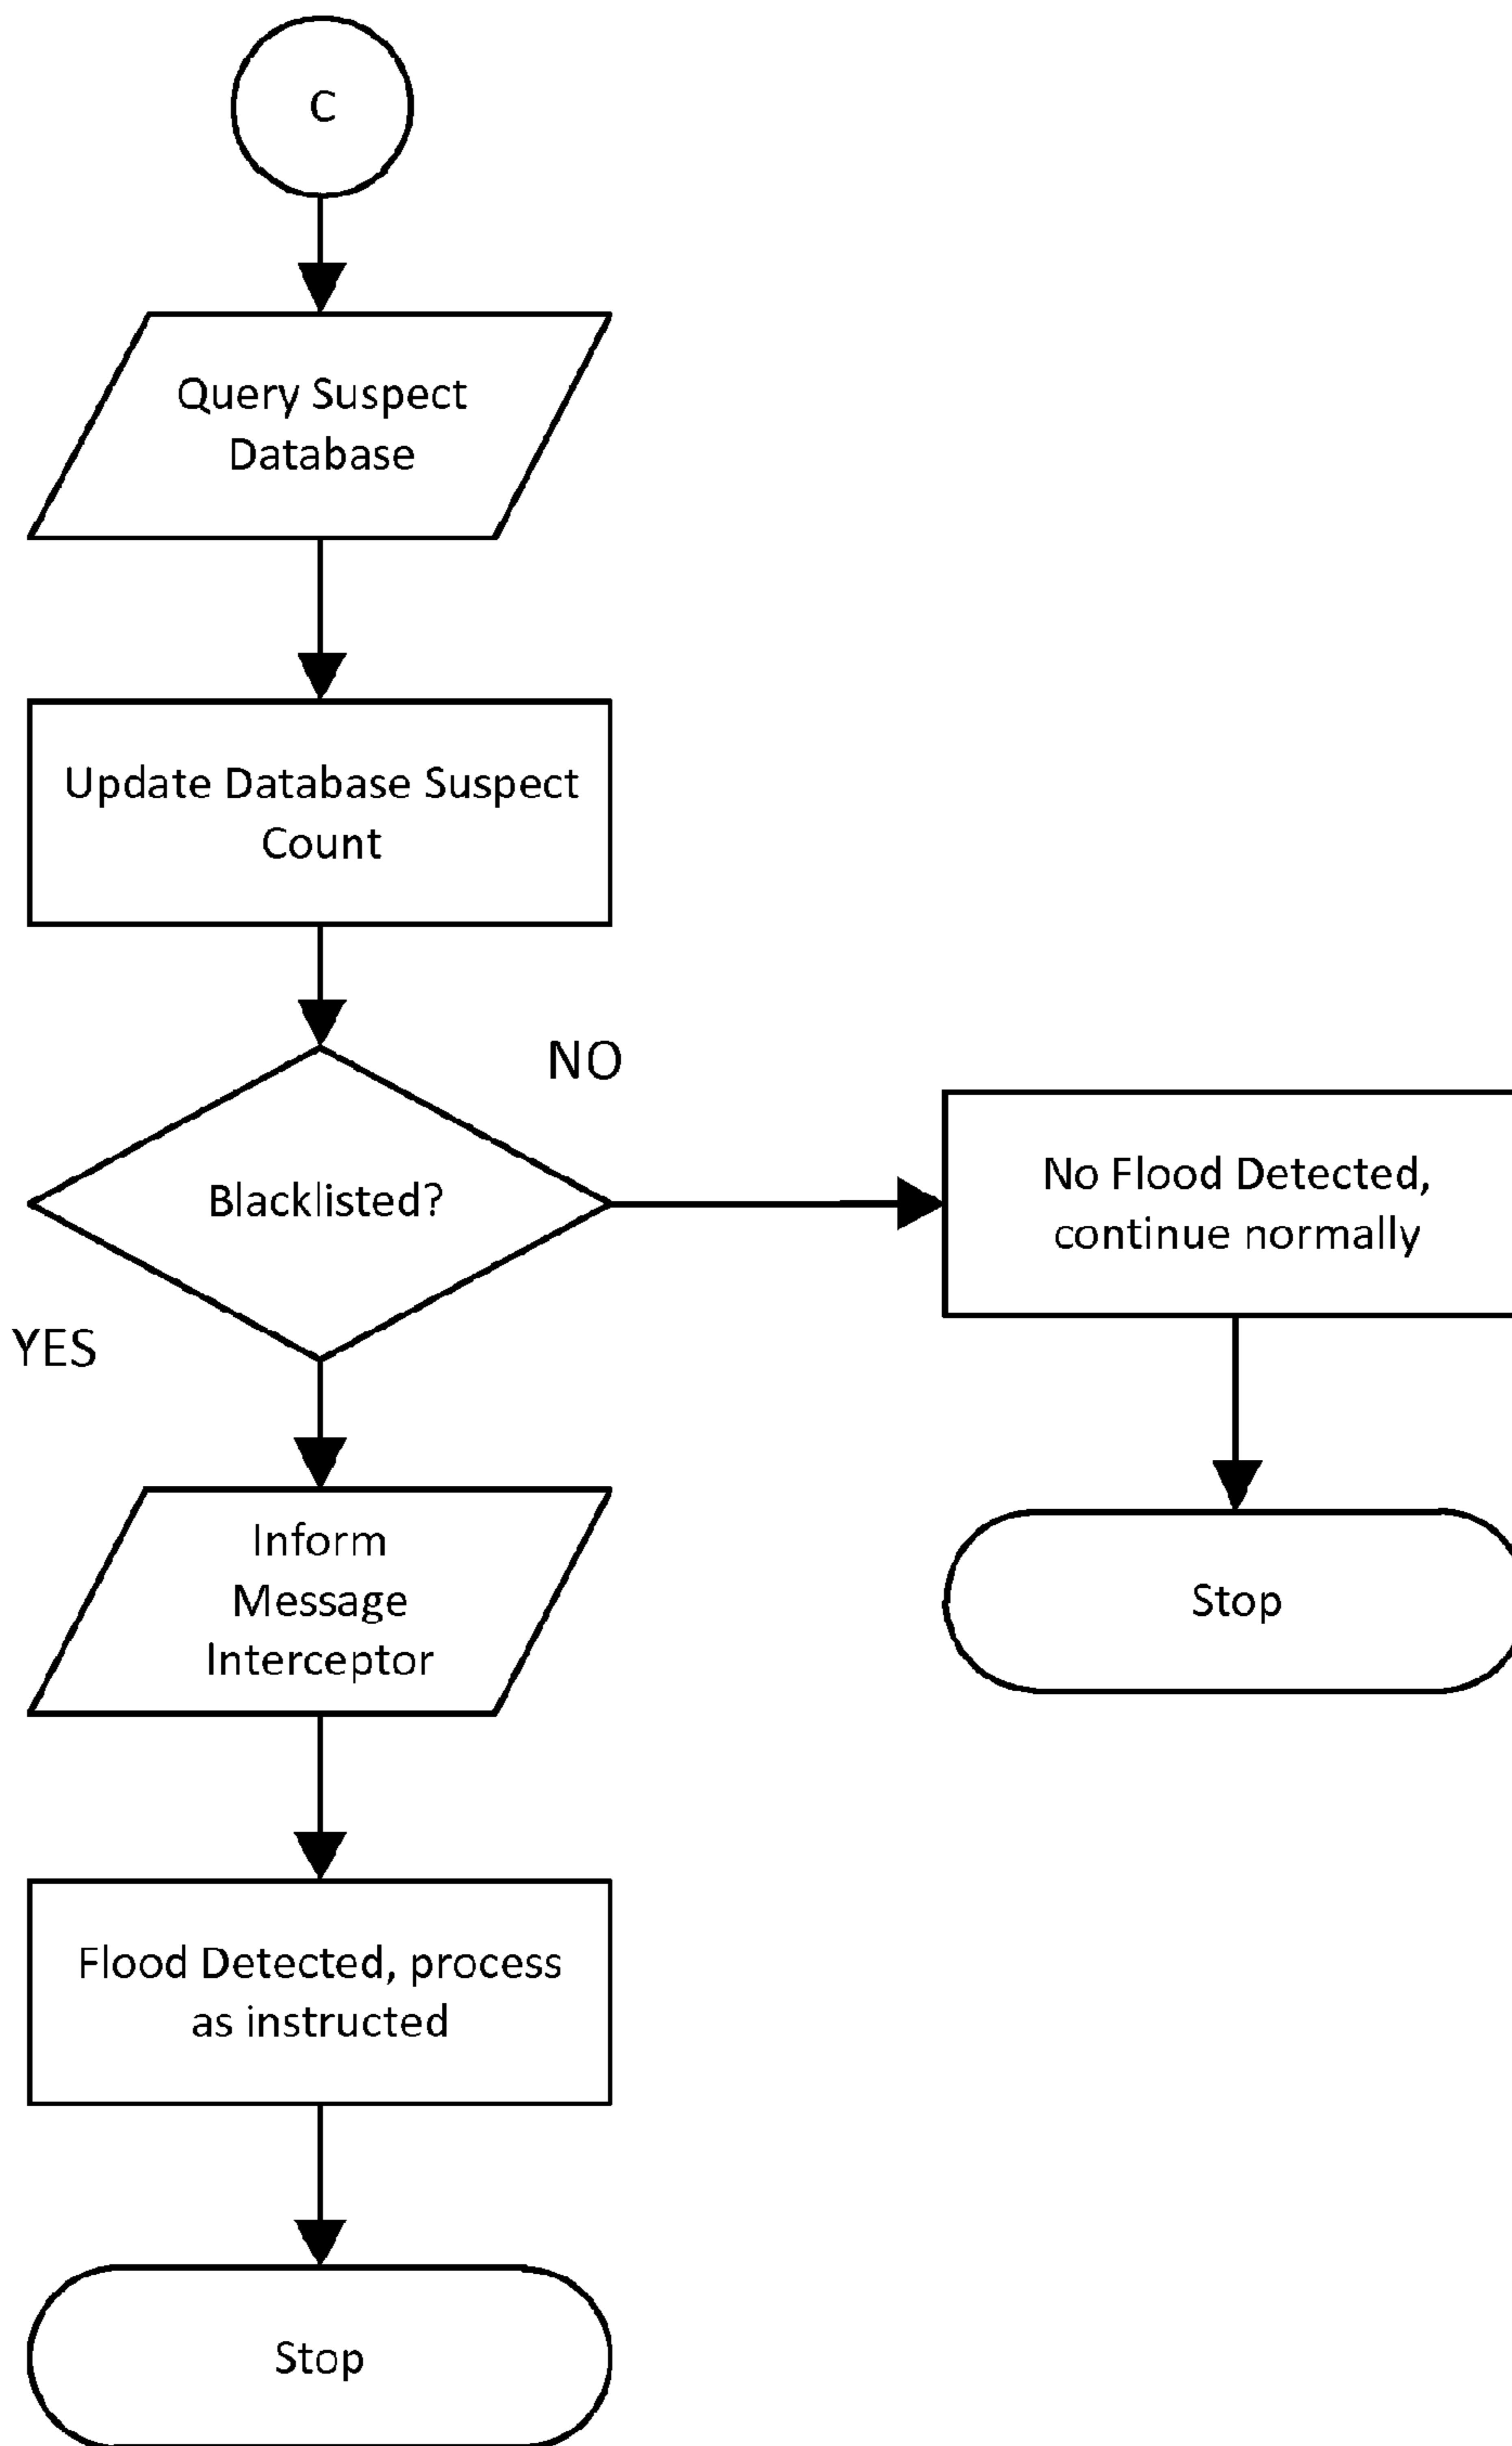 C
Query Suspect
Database
Update Database Suspect
Count
NO
Blacklisted?
No Flood Detected,
continue normally
YES
Inform
Message
Interceptor
Stop
Flood Detected, process
as instructed
Stop